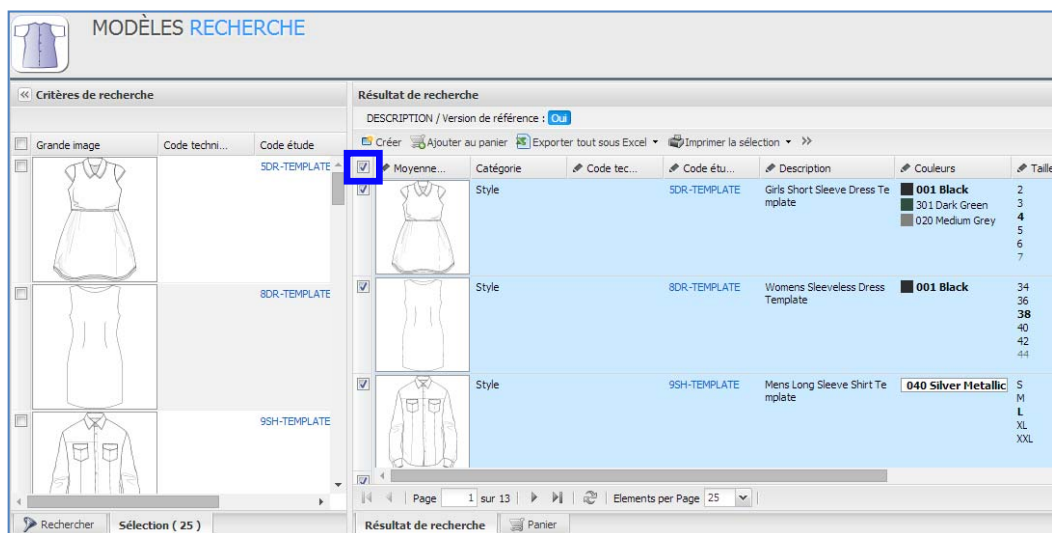 MODÈLES RECHERCHE
Critères de recherche
Grande image Code techni... Code étude
5DR-TEMPLATE
8DR-TEMPLATE
9SH-TEMPLATE
Rechercher Sélection ( 25 )
Résultat de recherche
DESCRIPTION / Version de référence : Oui
Créer Ajouter au panier Exporter tout sous Excel Imprimer la sélection
Moyenne... Catégorie Code tec... Code étu... Description Couleurs Taille
Style 5DR-TEMPLATE Girls Short Sleeve Dress Te
mplate
001 Black
301 Dark Green
020 Medium Grey
2
3
4
5
6
7
Style 8DR-TEMPLATE Womens Sleeveless Dress
Template
001 Black
34
36
38
40
42
44
Style 9SH-TEMPLATE Mens Long Sleeve Shirt Te
mplate
040 Silver Metallic
S
M
L
XL
XXL
Page 1 sur 13 Elements per Page 25
Résultat de recherche Panier